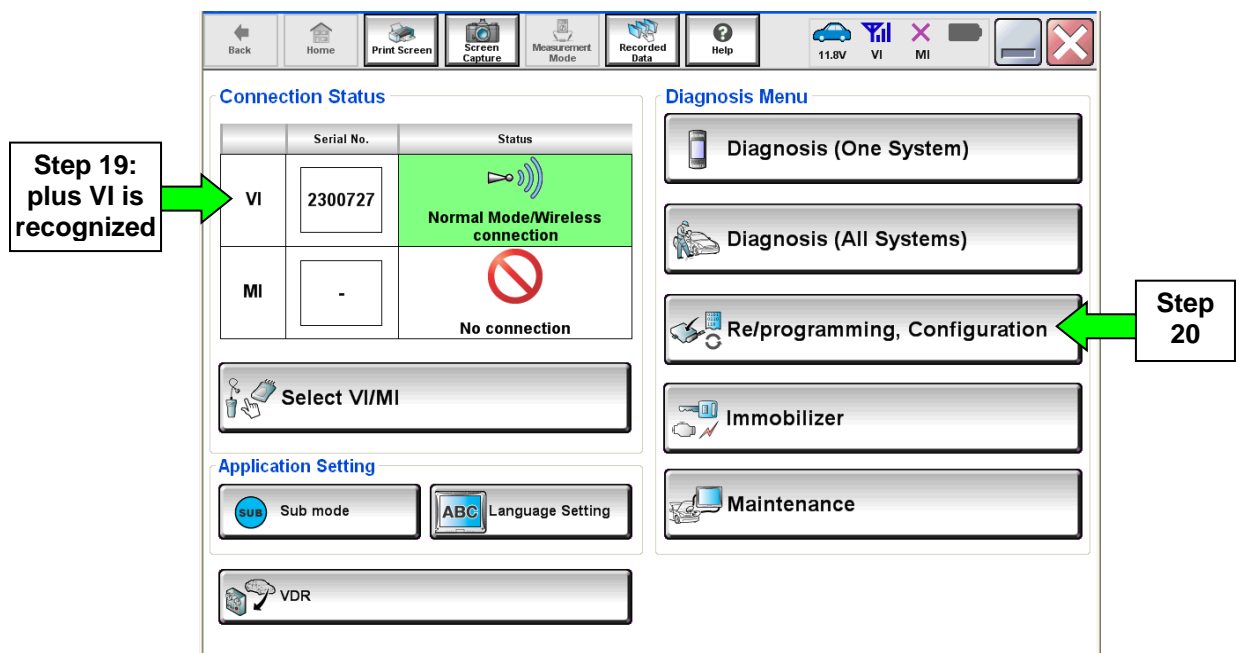 Back
Home
Print Screen
Screen
Capture
Measurement
Mode
Recorded
Data
Help
11.8V
VI
MI
Connection Status
Serial No.
Status
VI
2300727
Normal Mode/Wireless
connection
MI
-
No connection
Select VI/MI
Application Setting
SUB
Sub mode
ABC
Language Setting
VDR
Diagnosis Menu
Diagnosis (One System)
Diagnosis (All Systems)
Re/programming, Configuration
Immobilizer
Maintenance
Step 19:
plus VI is
recognized
Step
20